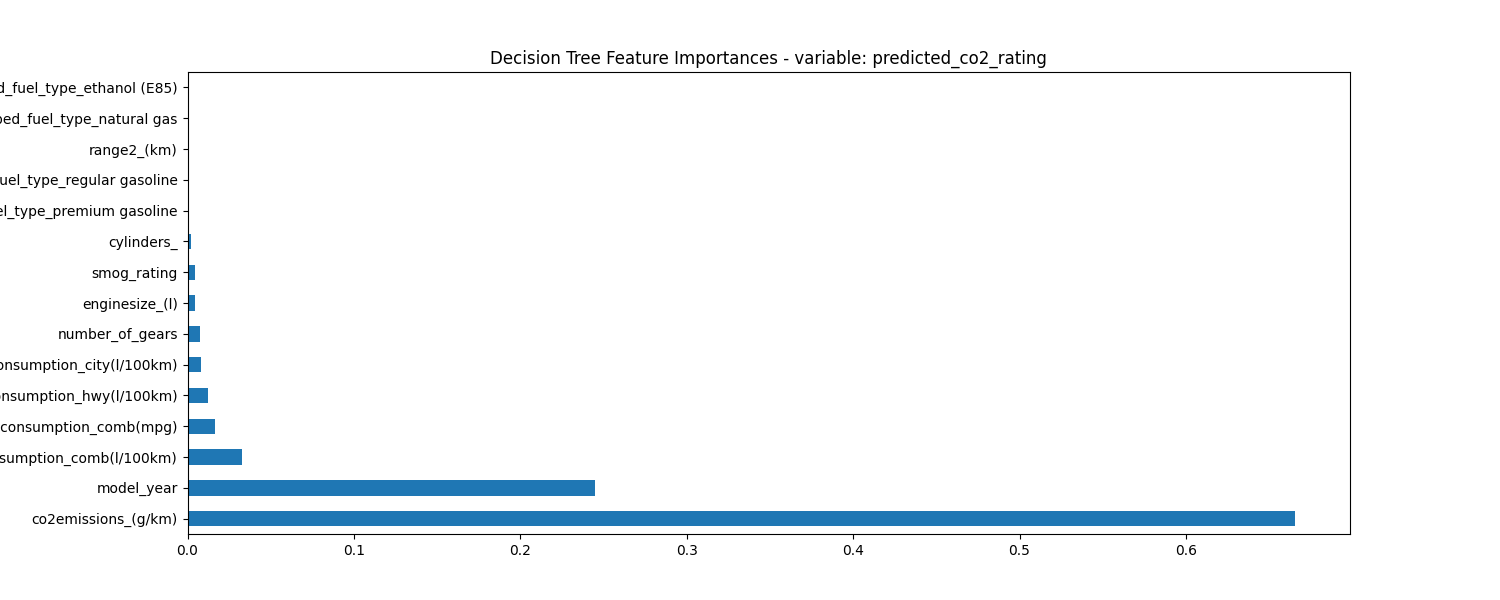 Decision Tree Feature Importances - variable: predicted_co2_rating
d_fuel_type_ethanol (E85)
ped_fuel_type_natural gas
range2_(km)
uel_type_regular gasoline
el_type_premium gasoline
cylinders_
smog_rating
enginesize_(l)
number_of_gears
onsumption_city(l/100km)
onsumption_hwy(l/100km)
consumption_comb(mpg)
sumption_comb(l/100km)
model_year
co2emissions_(g/km)
0.0 0.1 0.2 0.3 0.4 0.5 0.6